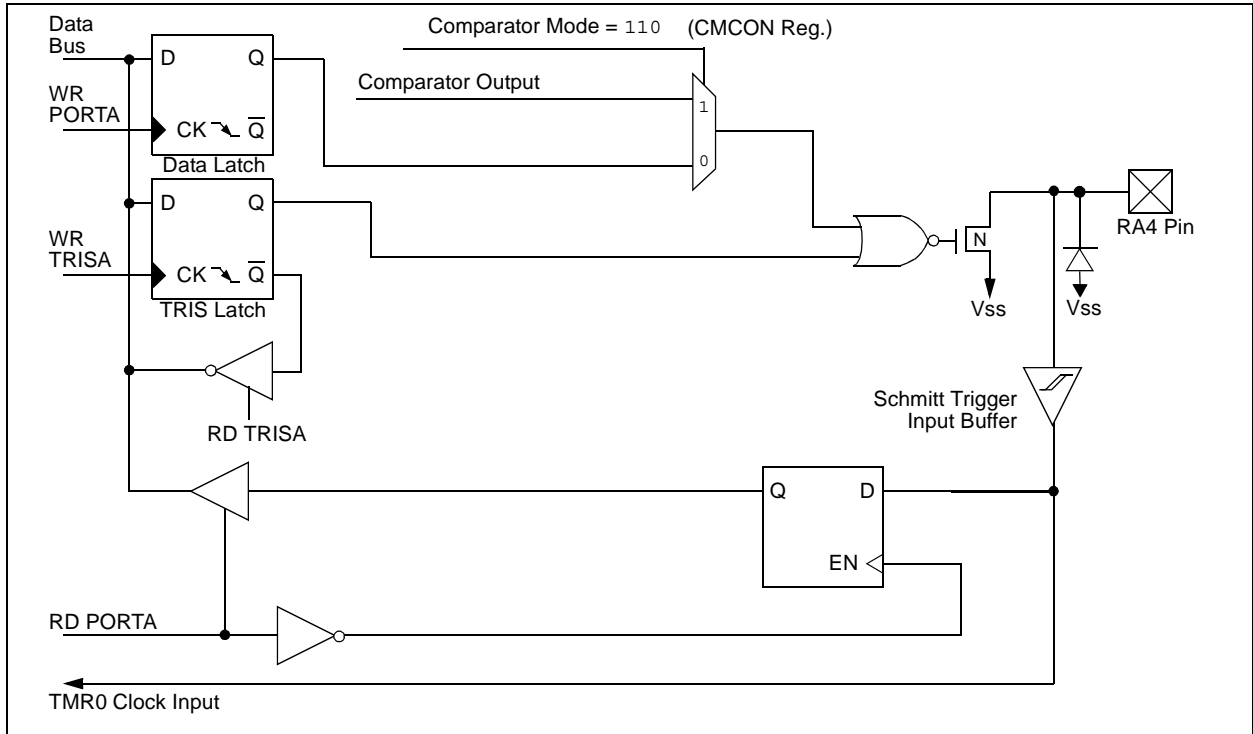 Data
Bus
Comparator Mode = 110 (CMCON Reg.)
D Q
Comparator Output
WR
PORTA
1
CK Q̅
0
Data Latch
D Q
RA4 Pin
WR
TRISA
N
CK Q̅
TRIS Latch
Vss
Vss
Schmitt Trigger
Input Buffer
RD TRISA
Q D
EN
RD PORTA
TMR0 Clock Input